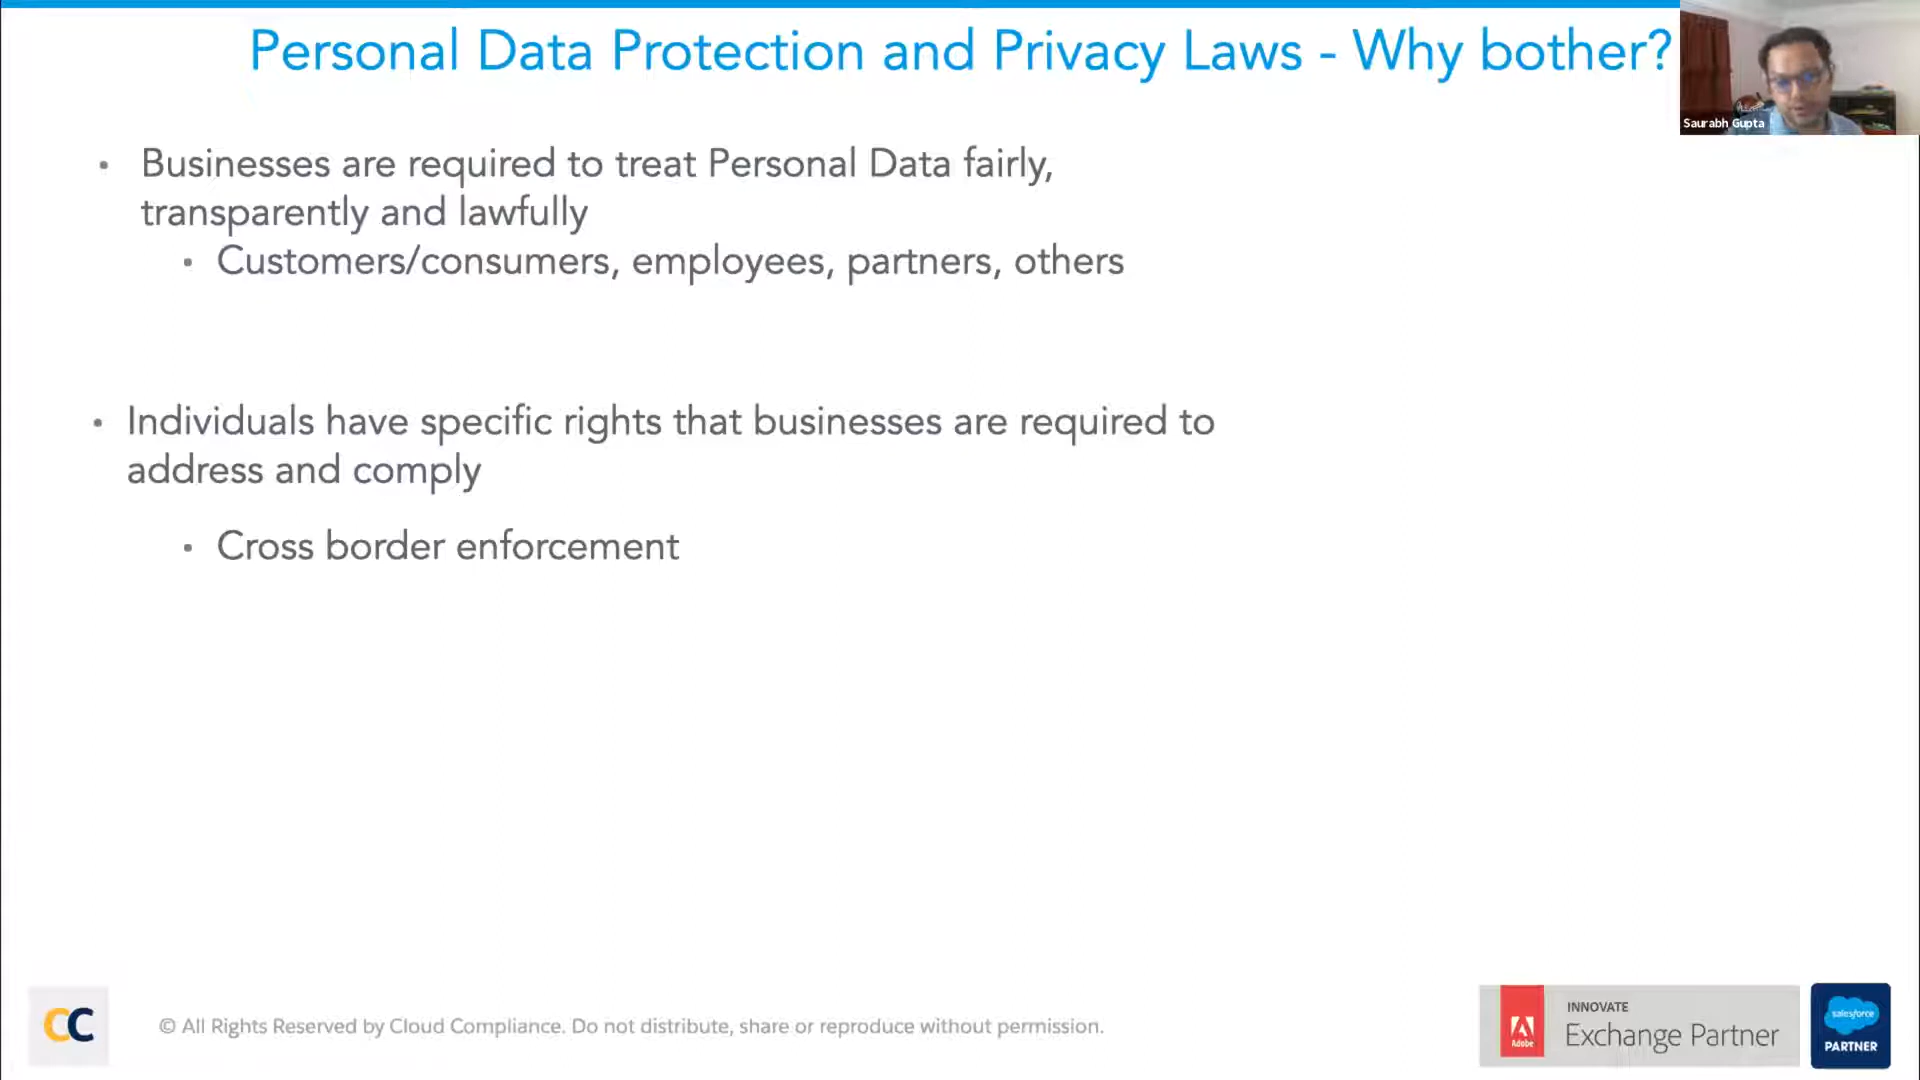 Personal Data Protection and Privacy Laws - Why bother?
Saurabh Gupta
• Businesses are required to treat Personal Data fairly,
transparently and lawfully
• Customers/consumers, employees, partners, others
• Individuals have specific rights that businesses are required to
address and comply
• Cross border enforcement
CC
© All Rights Reserved by Cloud Compliance. Do not distribute, share or reproduce without permission.
Adobe
INNOVATE
Exchange Partner
salesforce
PARTNER